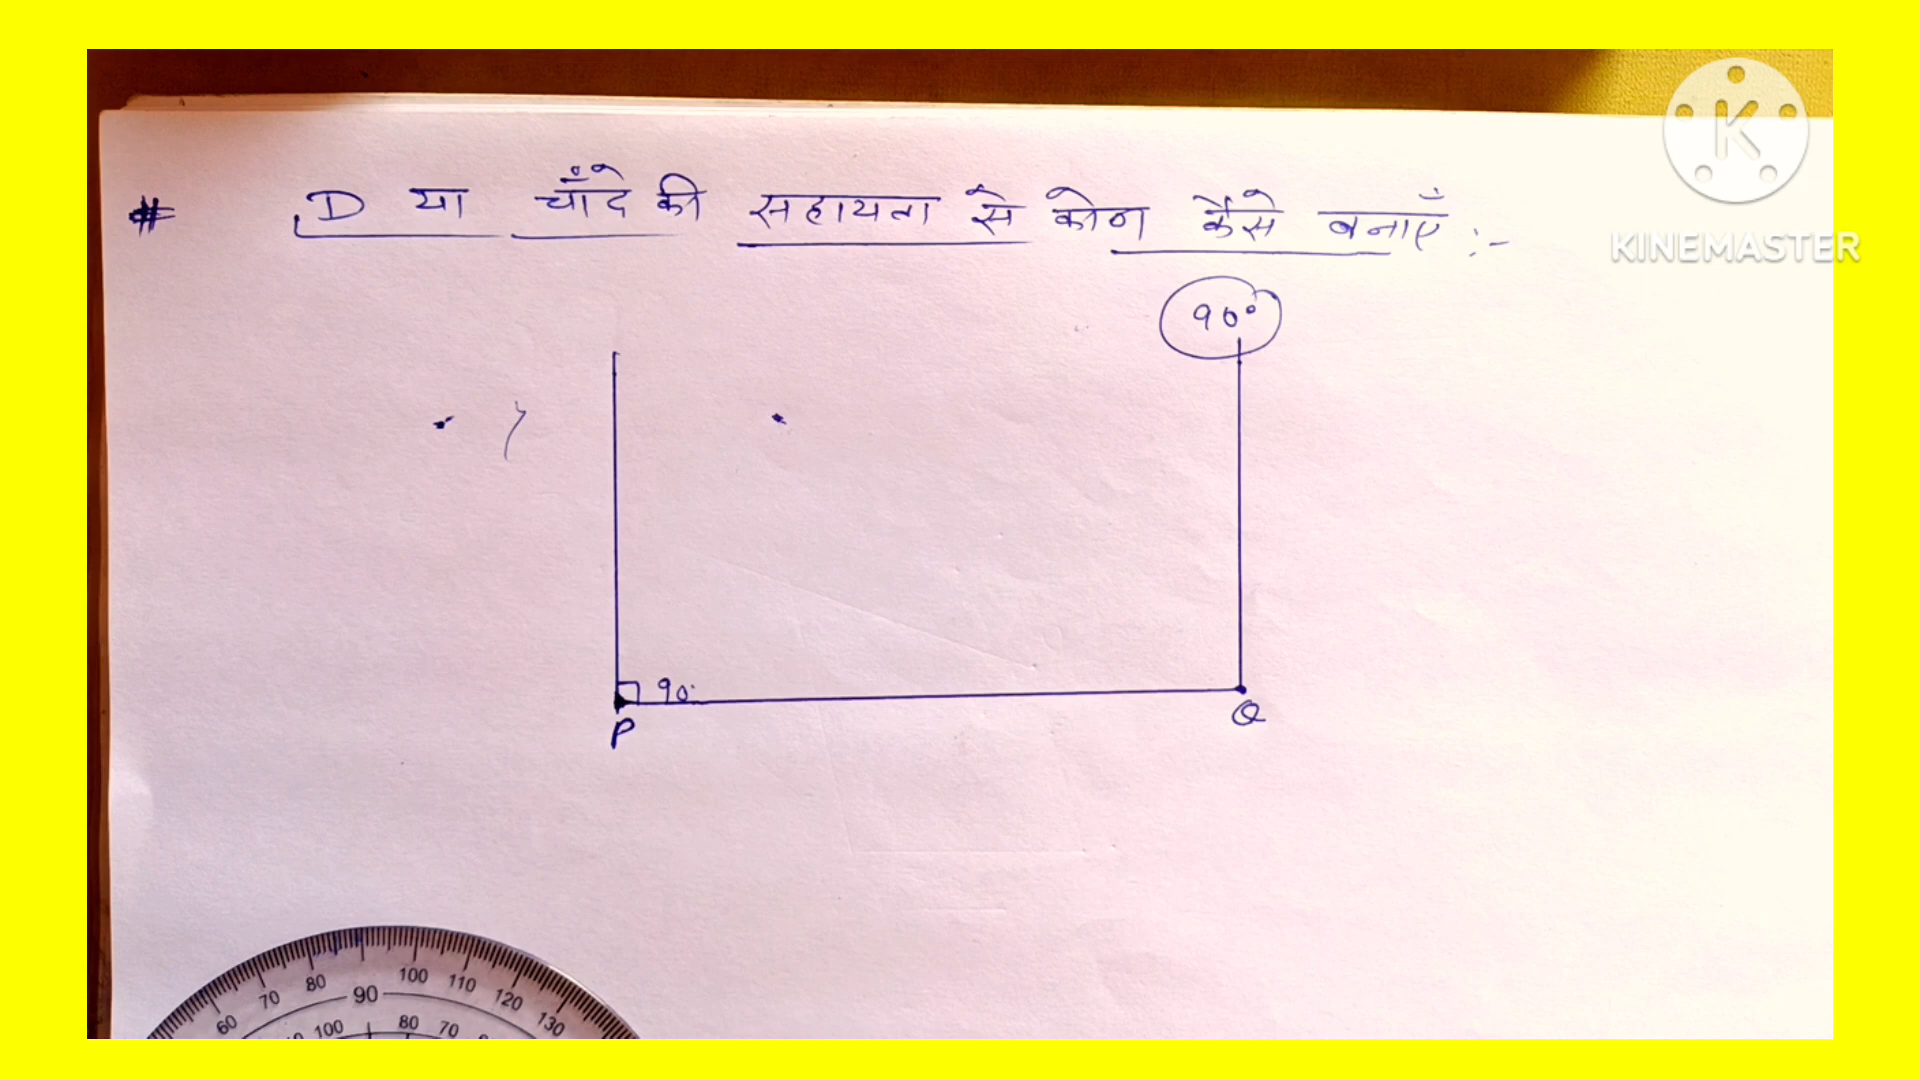 # D या चाँदे की सहायता से कोण कैसे बनाएँ :-
K
KINEMASTER
90°
90°
P
Q
60 70 80 90 100 110 120 130
100 80 70